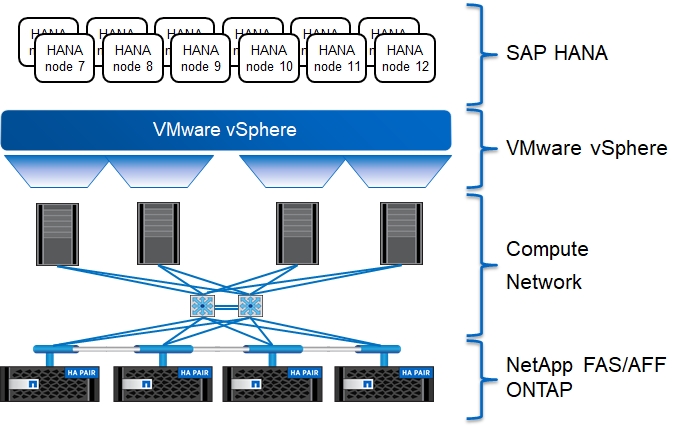 HANA
HANA
HANA
HANA
HANA
HANA
HANA
node 7
HANA
node 8
HANA
node 9
HANA
node 10
HANA
node 11
HANA
node 12
SAP HANA
VMware vSphere
VMware vSphere
Compute
Network
HA PAIR
HA PAIR
HA PAIR
HA PAIR
NetApp FAS/AFF
ONTAP